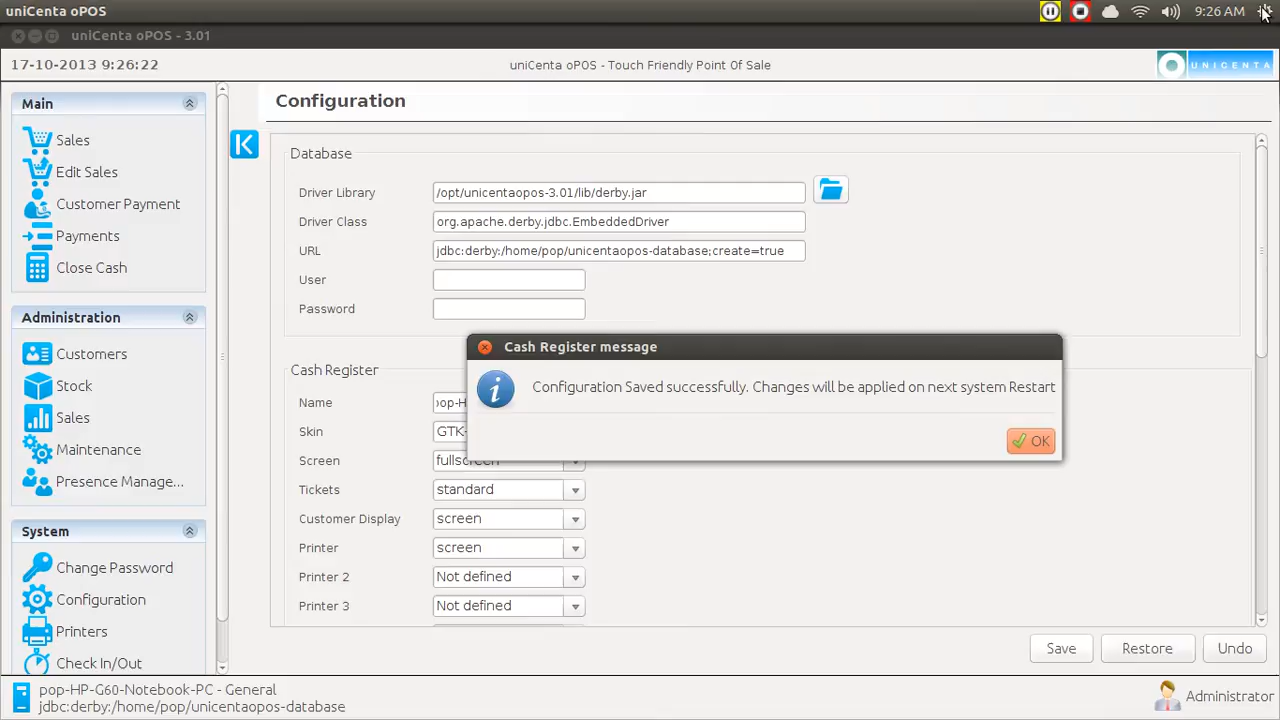 uniCenta oPOS
9:26 AM
uniCenta oPOS - 3.01
17-10-2013 9:26:22
uniCenta oPOS - Touch Friendly Point Of Sale
UNICENTA
Main
Sales
Edit Sales
Customer Payment
Payments
Close Cash
Administration
Customers
Stock
Sales
Maintenance
Presence Manage...
System
Change Password
Configuration
Printers
Check In/Out
Configuration
Database
Driver Library
/opt/unicentaopos-3.01/lib/derby.jar
Driver Class
org.apache.derby.jdbc.EmbeddedDriver
URL
jdbc:derby:/home/pop/unicentaopos-database;create=true
User
Password
Cash Register message
Configuration Saved successfully. Changes will be applied on next system Restart
OK
Cash Register
Name
pop-H
Skin
GTK-
Screen
fullscreen
Tickets
standard
Customer Display
screen
Printer
screen
Printer 2
Not defined
Printer 3
Not defined
Save
Restore
Undo
pop-HP-G60-Notebook-PC - General
jdbc:derby:/home/pop/unicentaopos-database
Administrator